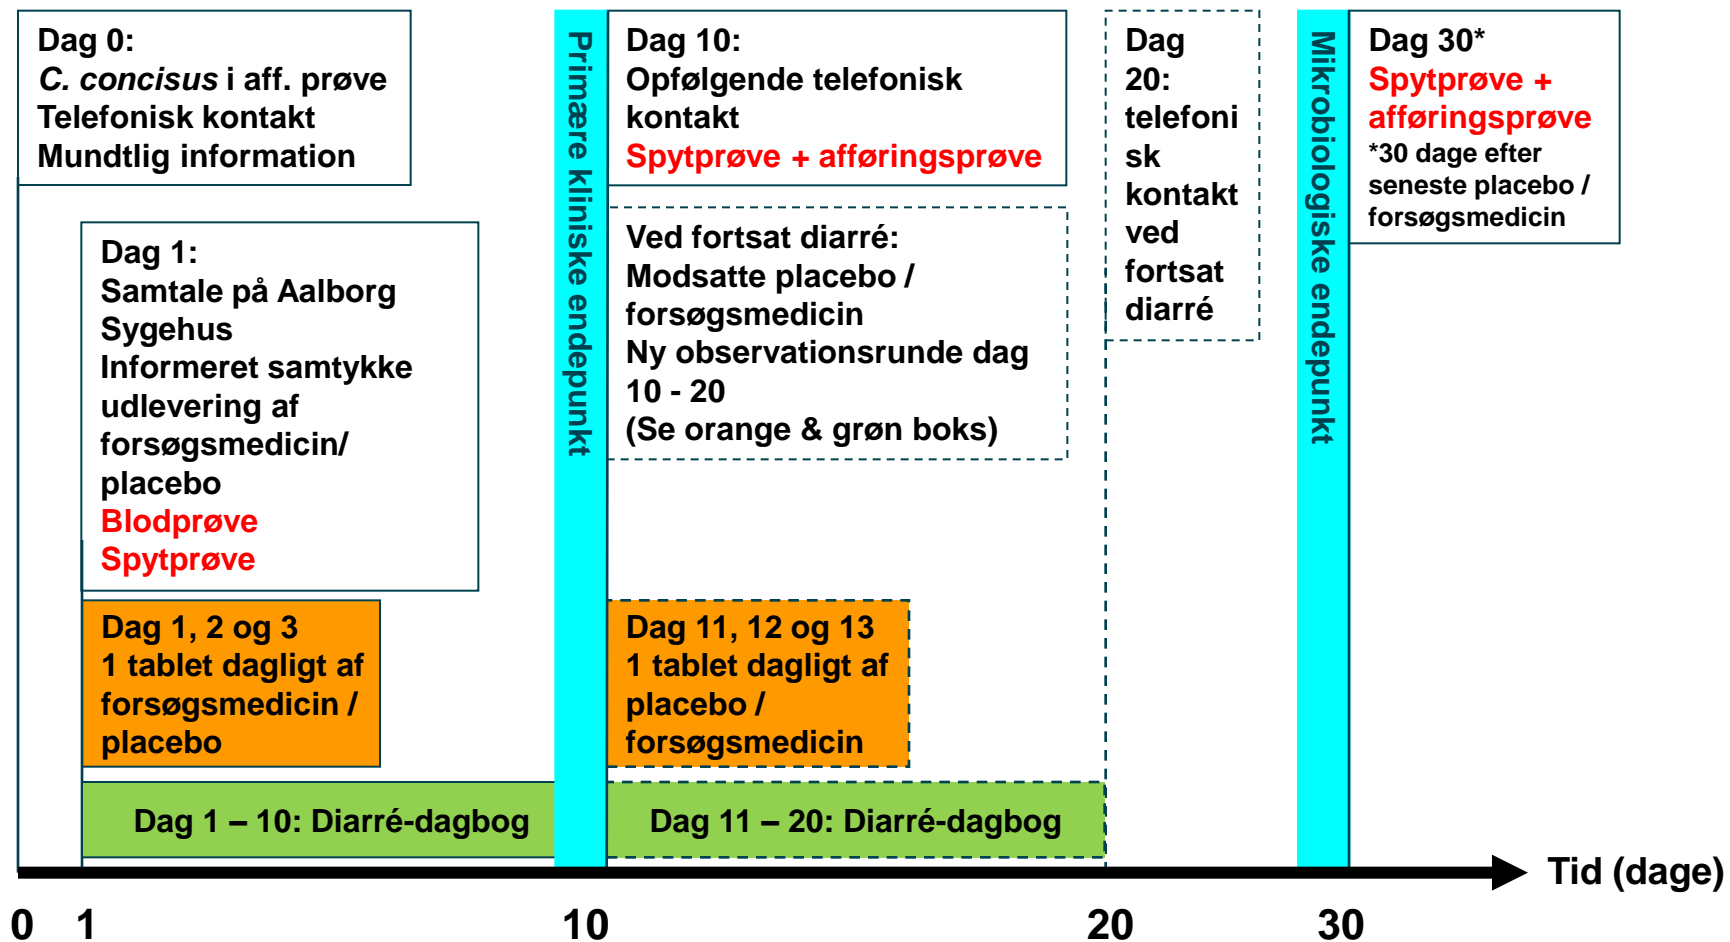 Dag 0:
C. concisus i aff. prøve
Telefonisk kontakt
Mundtlig information
Dag 1:
Samtale på Aalborg
Sygehus
Informeret samtykke
udlevering af
forsøgsmedicin/
placebo
Blodprøve
Spytprøve
Dag 1, 2 og 3
1 tablet dagligt af
forsøgsmedicin /
placebo
Dag 1 – 10: Diarré-dagbog
Primære kliniske endepunkt
Dag 10:
Opfølgende telefonisk
kontakt
Spytprøve + afføringsprøve
Ved fortsat diarré:
Modsatte placebo /
forsøgsmedicin
Ny observationsrunde dag
10 - 20
(Se orange & grøn boks)
Dag 11, 12 og 13
1 tablet dagligt af
placebo /
forsøgsmedicin
Dag 11 – 20: Diarré-dagbog
Dag
20:
telefoni
sk
kontakt
ved
fortsat
diarré
Mikrobiologiske endepunkt
Dag 30*
Spytprøve +
afføringsprøve
*30 dage efter
seneste placebo /
forsøgsmedicin
Tid (dage)
0 1 10 20 30